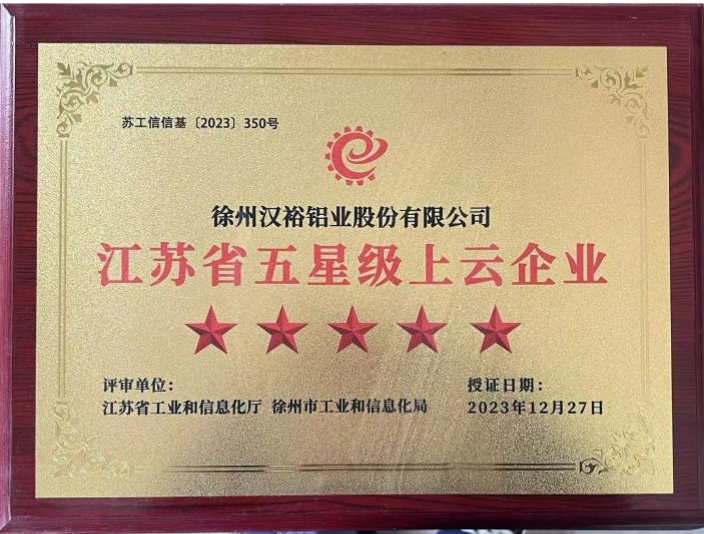 苏工信信基〔2023〕350号
徐州汉裕铝业股份有限公司
江苏省五星级上云企业
评审单位：
江苏省工业和信息化厅 徐州市工业和信息化局
授证日期：
2023年12月27日